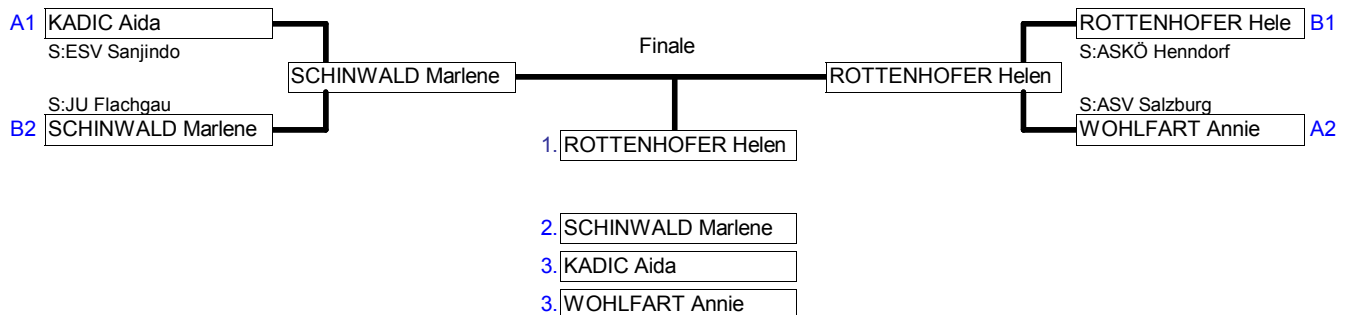 A1 KADIC Aida
S:ESV Sanjindo
SCHINWALD Marlene
S:JU Flachgau
B2 SCHINWALD Marlene
Finale
1. ROTTENHOFER Helen
ROTTENHOFER Helen
ROTTENHOFER Hele B1
S:ASKÖ Henndorf
S:ASV Salzburg
WOHLFART Annie A2
2. SCHINWALD Marlene
3. KADIC Aida
3. WOHLFART Annie